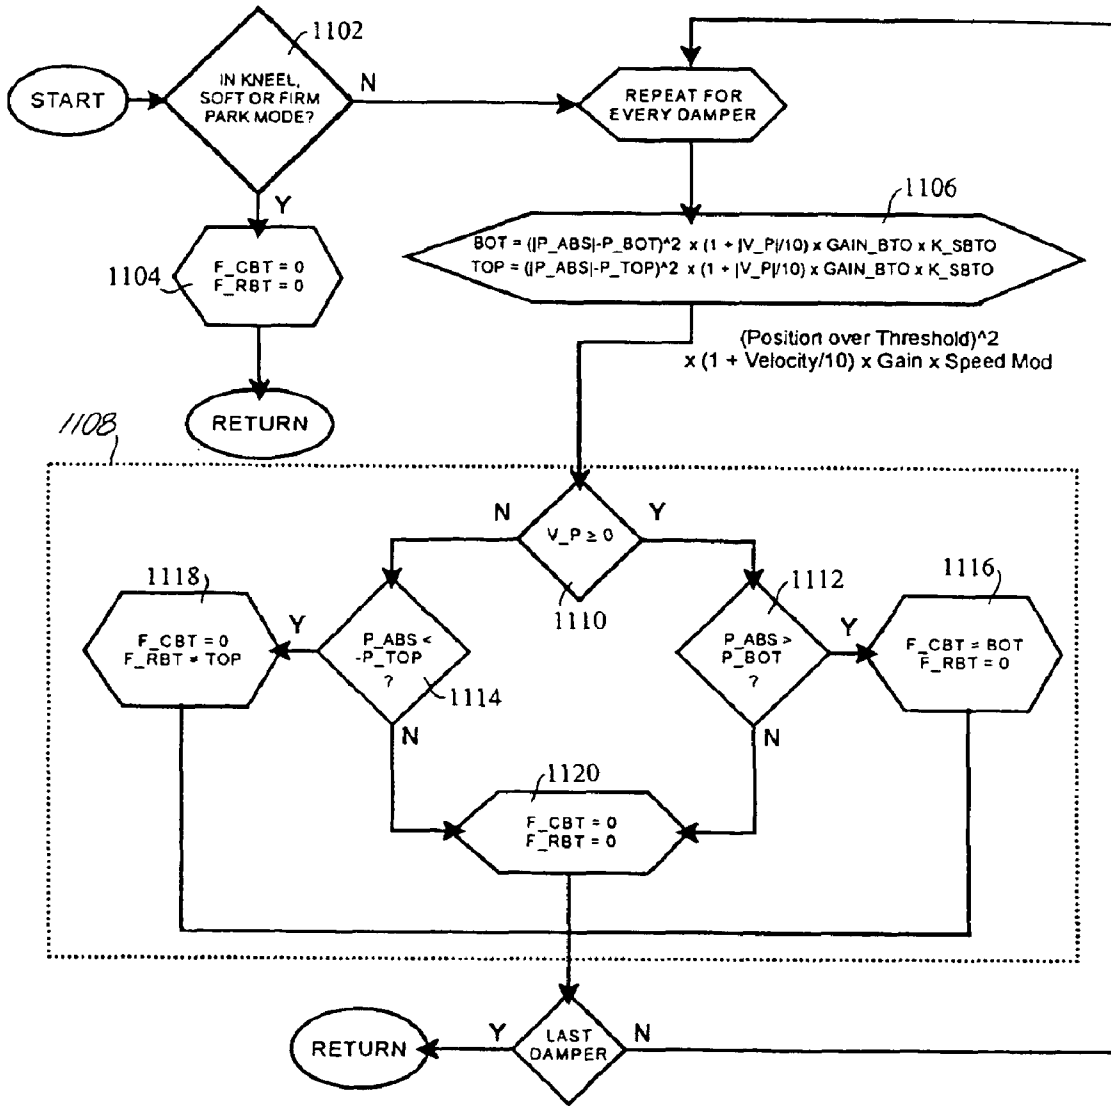 1102
START
IN KNEEL,
SOFT OR FIRM
PARK MODE?
N
REPEAT FOR
EVERY DAMPER
Y
1104
F_CBT = 0
F_RBT = 0
RETURN
1106
BOT = (|P_ABS|-P_BOT)^2 x (1 + |V_P|/10) x GAIN_BTO x K_SBTO
TOP = (|P_ABS|-P_TOP)^2 x (1 + |V_P|/10) x GAIN_BTO x K_SBTO
(Position over Threshold)^2
x (1 + Velocity/10) x Gain x Speed Mod
1108
N
V_P ≥ 0
Y
1110
1118
F_CBT = 0
F_RBT = TOP
Y
P_ABS <
-P_TOP
?
1114
N
1112
P_ABS >
P_BOT
?
Y
N
1116
F_CBT = BOT
F_RBT = 0
1120
F_CBT = 0
F_RBT = 0
LAST
DAMPER
Y
N
RETURN